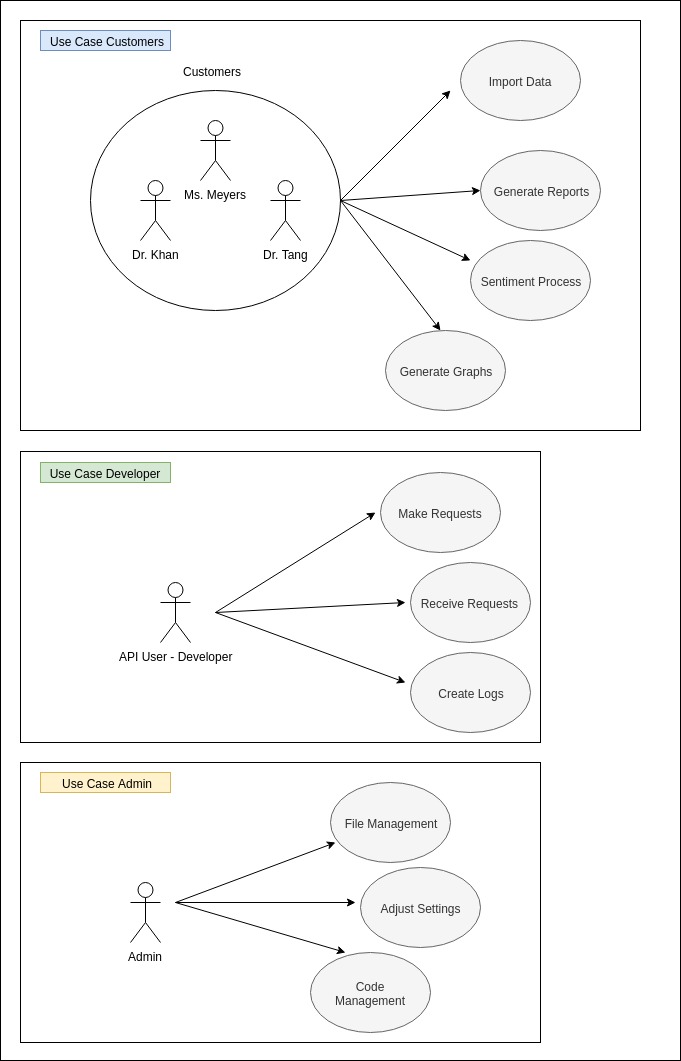 Use Case Customers
Customers
Ms. Meyers
Dr. Khan
Dr. Tang
Import Data
Generate Reports
Sentiment Process
Generate Graphs
Use Case Developer
API User - Developer
Make Requests
Receive Requests
Create Logs
Use Case Admin
Admin
File Management
Adjust Settings
Code
Management